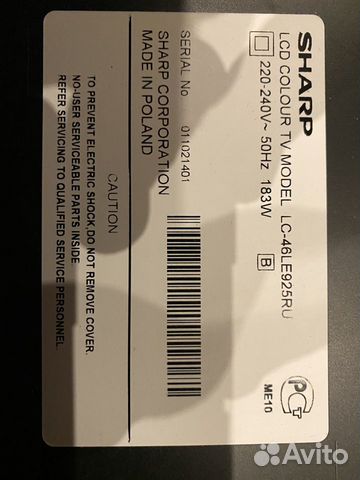 SHARP
LCD COLOUR TV MODEL LC-46LE925RU
220-240V~ 50Hz 183W
B
SERIAL No 011021401
SHARP CORPORATION
MADE IN POLAND
CAUTION
TO PREVENT ELECTRIC SHOCK,DO NOT REMOVE COVER.
NO-USER SERVICEABLE PARTS INSIDE
REFER SERVICING TO QUALIFIED SERVICE PERSONNEL.
РСТ
ME10
Avito